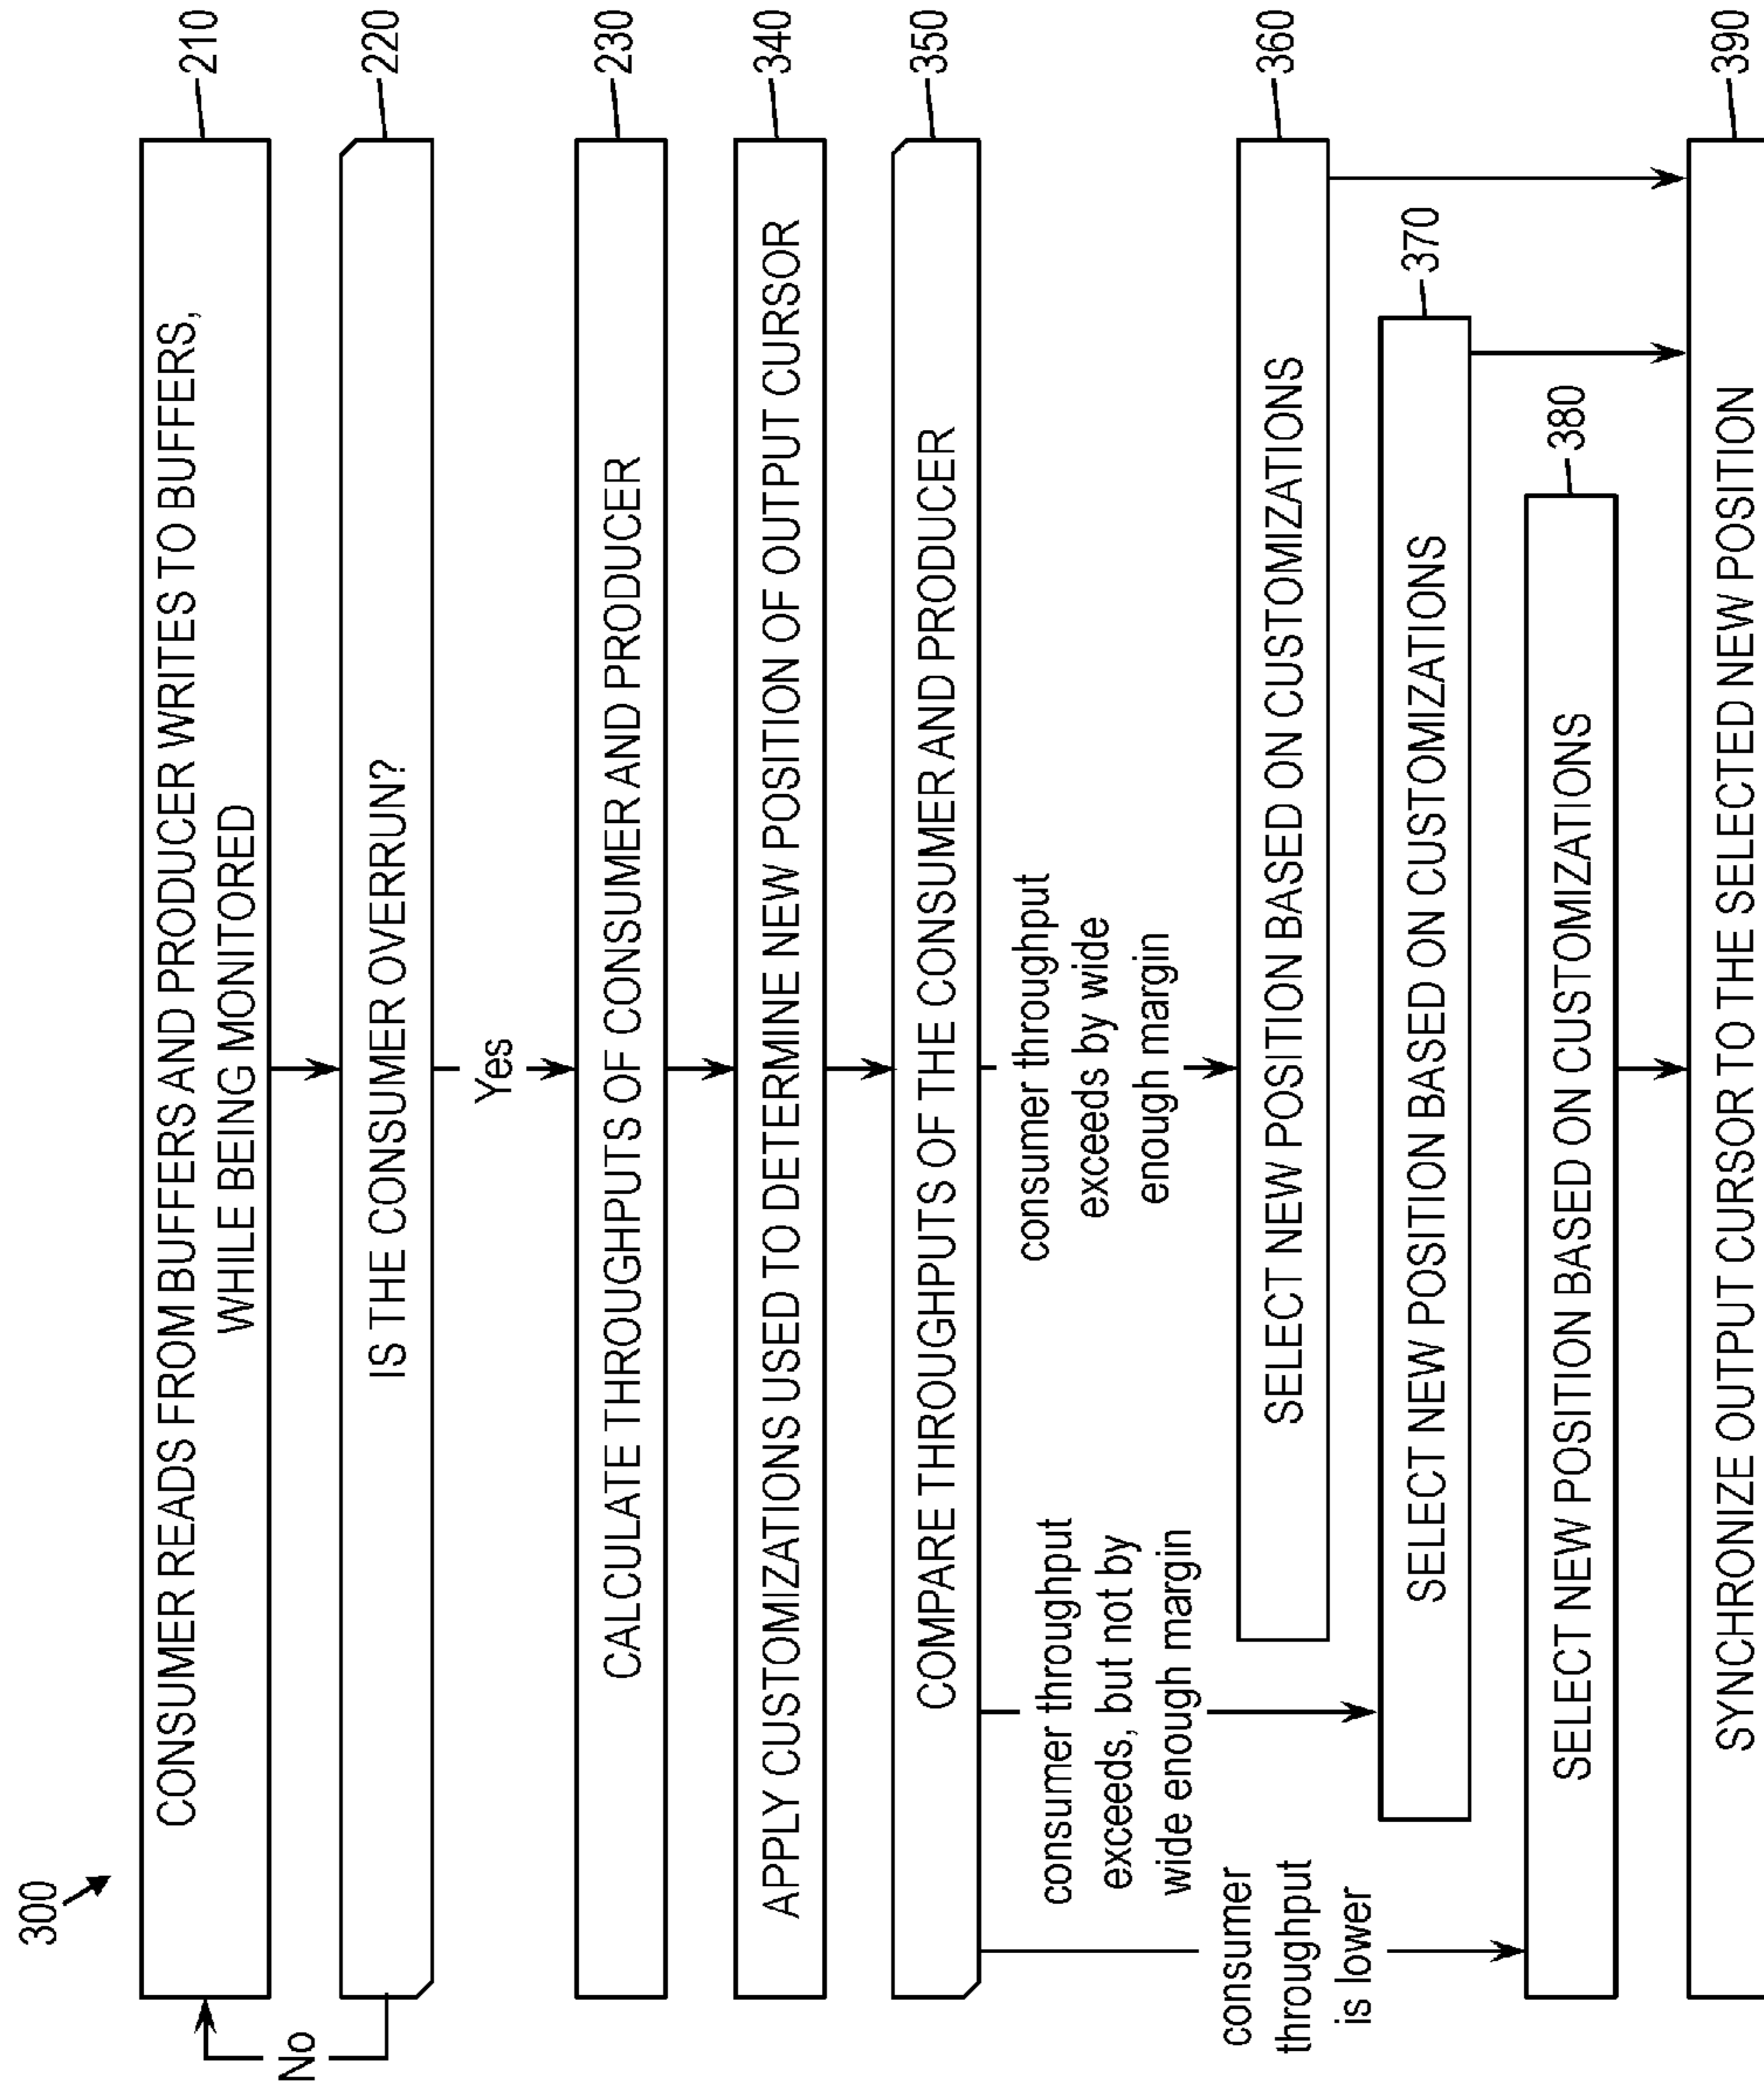 300
CONSUMER READS FROM BUFFERS AND PRODUCER WRITES TO BUFFERS,
WHILE BEING MONITORED
210
No
IS THE CONSUMER OVERRUN?
220
Yes
CALCULATE THROUGHPUTS OF CONSUMER AND PRODUCER
230
APPLY CUSTOMIZATIONS USED TO DETERMINE NEW POSITION OF OUTPUT CURSOR
340
COMPARE THROUGHPUTS OF THE CONSUMER AND PRODUCER
350
consumer
throughput
is lower
consumer throughput
exceeds, but not by
wide enough margin
consumer throughput
exceeds by wide
enough margin
SELECT NEW POSITION BASED ON CUSTOMIZATIONS
360
SELECT NEW POSITION BASED ON CUSTOMIZATIONS
370
SELECT NEW POSITION BASED ON CUSTOMIZATIONS
380
SYNCHRONIZE OUTPUT CURSOR TO THE SELECTED NEW POSITION
390